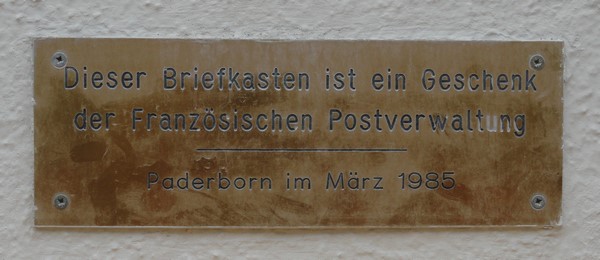 Dieser Briefkasten ist ein Geschenk
der Französischen Postverwaltung
Paderborn im März 1985